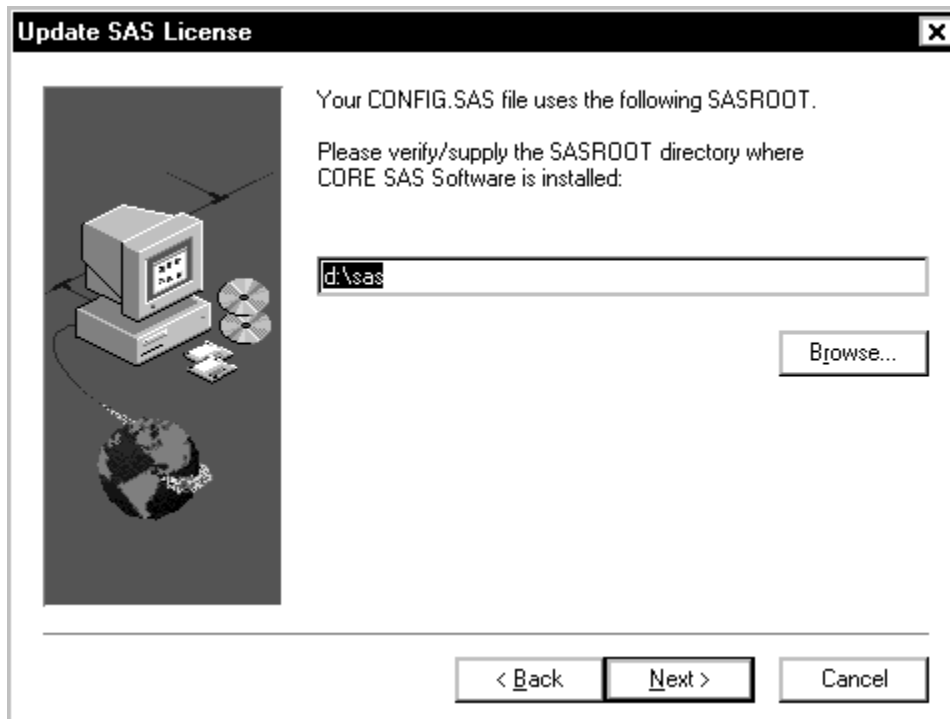 Update SAS License
Your CONFIG.SAS file uses the following SASROOT.
Please verify/supply the SASROOT directory where
CORE SAS Software is installed:
d:\sas
Browse...
< Back
Next >
Cancel